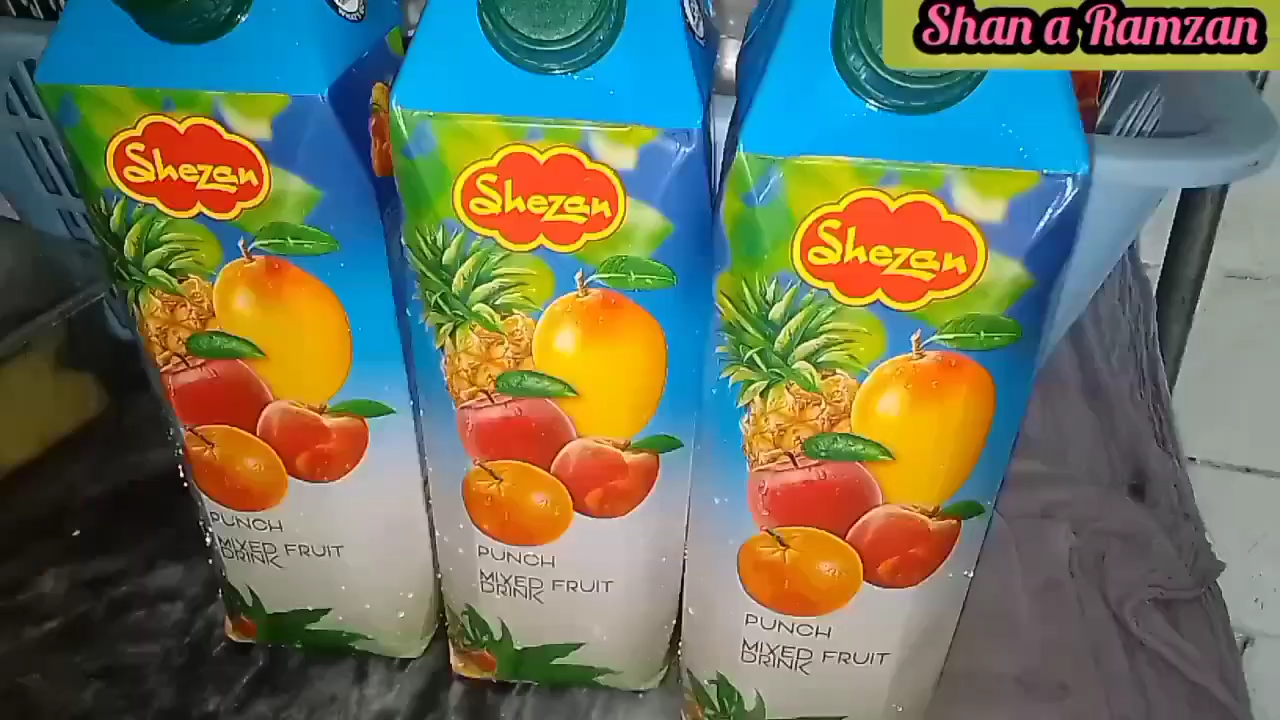 Shan a Ramzan
Shezan
PUNCH
MIXED FRUIT
DRINK
Shezan
PUNCH
MIXED FRUIT
DRINK
Shezan
PUNCH
MIXED FRUIT
DRINK